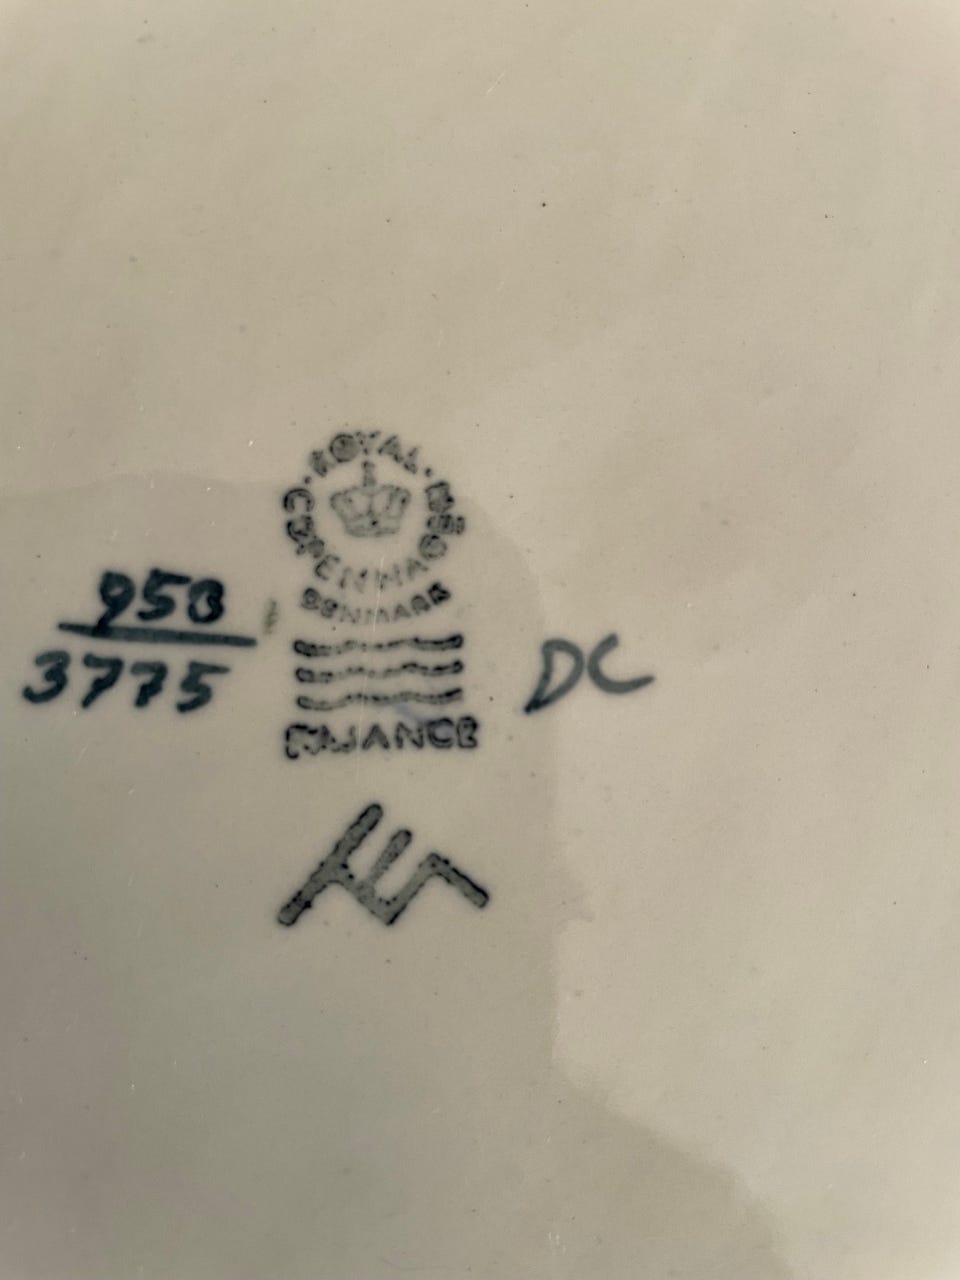 ROYAL COPENHAGEN
DENMARK
958
3775
DC
FAJANCE